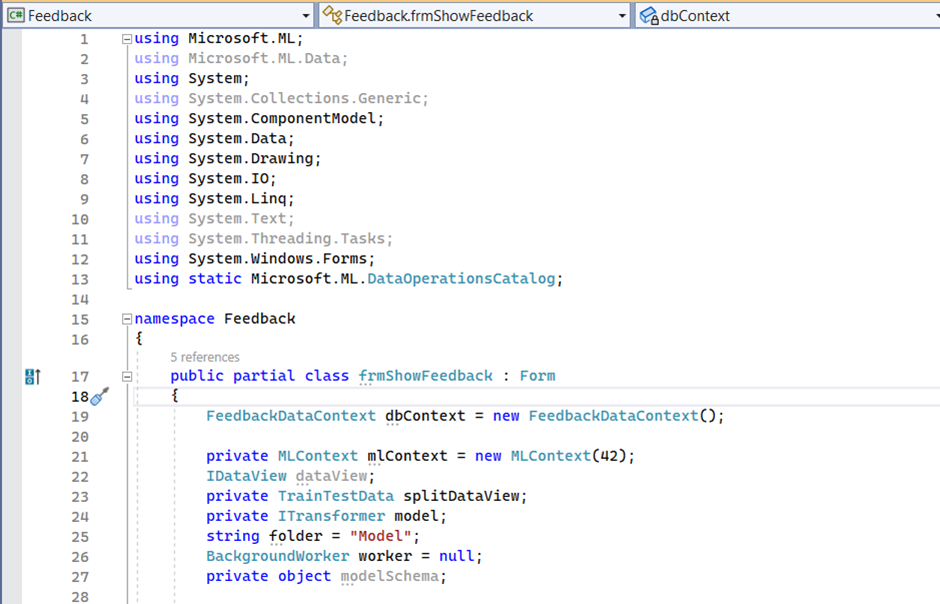 C# Feedback Feedback.frmShowFeedback dbContext
1 using Microsoft.ML;
2 using Microsoft.ML.Data;
3 using System;
4 using System.Collections.Generic;
5 using System.ComponentModel;
6 using System.Data;
7 using System.Drawing;
8 using System.IO;
9 using System.Linq;
10 using System.Text;
11 using System.Threading.Tasks;
12 using System.Windows.Forms;
13 using static Microsoft.ML.DataOperationsCatalog;
14
15 namespace Feedback
16 {
5 references
17 public partial class frmShowFeedback : Form
18 {
19 FeedbackDataContext dbContext = new FeedbackDataContext();
20
21 private MLContext mlContext = new MLContext(42);
22 IDataView dataView;
23 private TrainTestData splitDataView;
24 private ITransformer model;
25 string folder = "Model";
26 BackgroundWorker worker = null;
27 private object modelSchema;
28